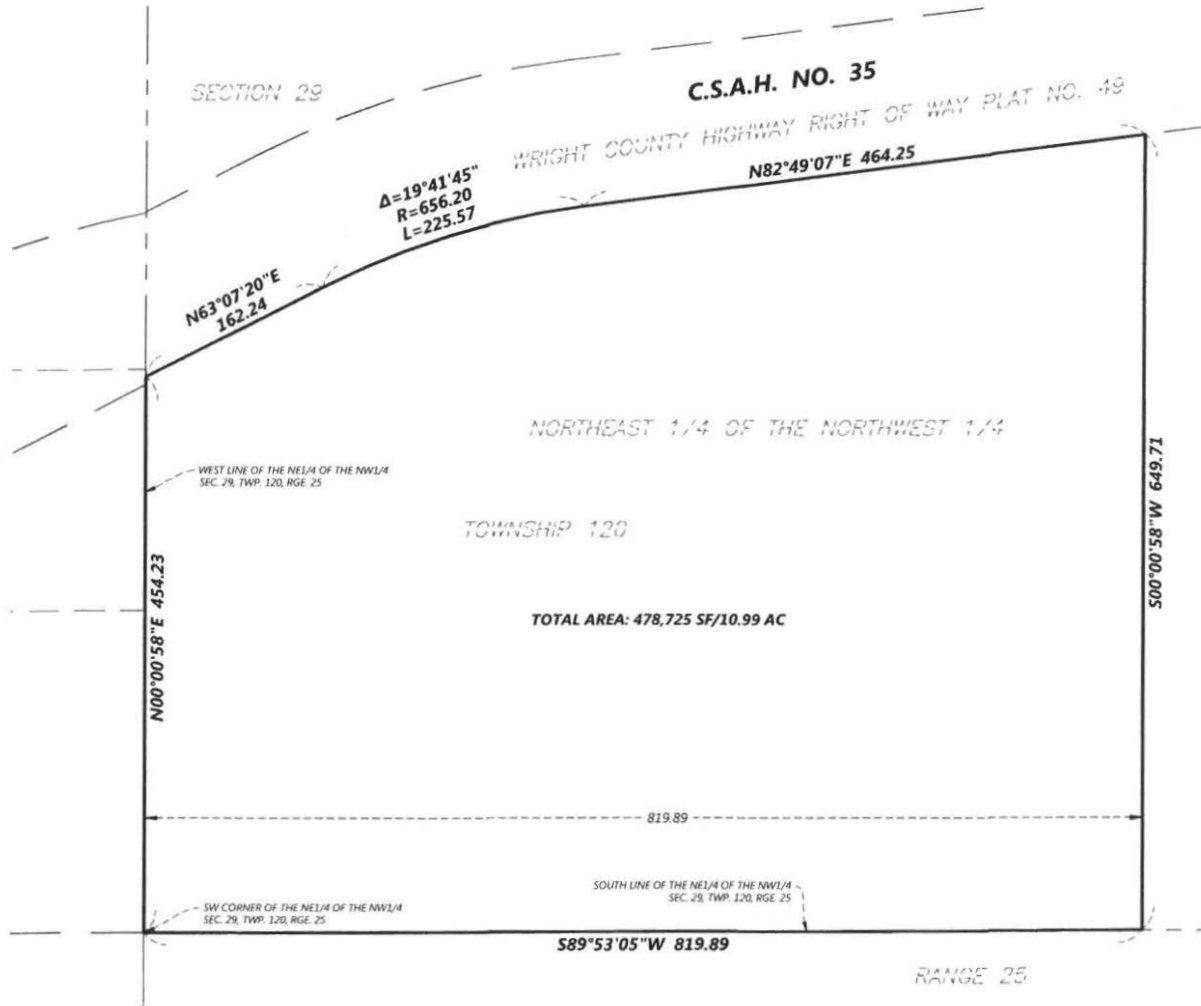 SECTION 29
C.S.A.H. NO. 35
WRIGHT COUNTY HIGHWAY RIGHT OF WAY PLAT NO. 49
N82°49'07"E 464.25
Δ=19°41'45"
R=656.20
L=225.57
N63°07'20"E
162.24
NORTHEAST 1/4 OF THE NORTHWEST 1/4
WEST LINE OF THE NE1/4 OF THE NW1/4
SEC. 29, TWP. 120, RGE. 25
TOWNSHIP 120
S00°00'58"W 649.71
N00°00'58"E 454.23
TOTAL AREA: 478,725 SF/10.99 AC
819.89
SOUTH LINE OF THE NE1/4 OF THE NW1/4
SEC. 29, TWP. 120, RGE. 25
SW CORNER OF THE NE1/4 OF THE NW1/4
SEC. 29, TWP. 120, RGE. 25
S89°53'05"W 819.89
RANGE 25